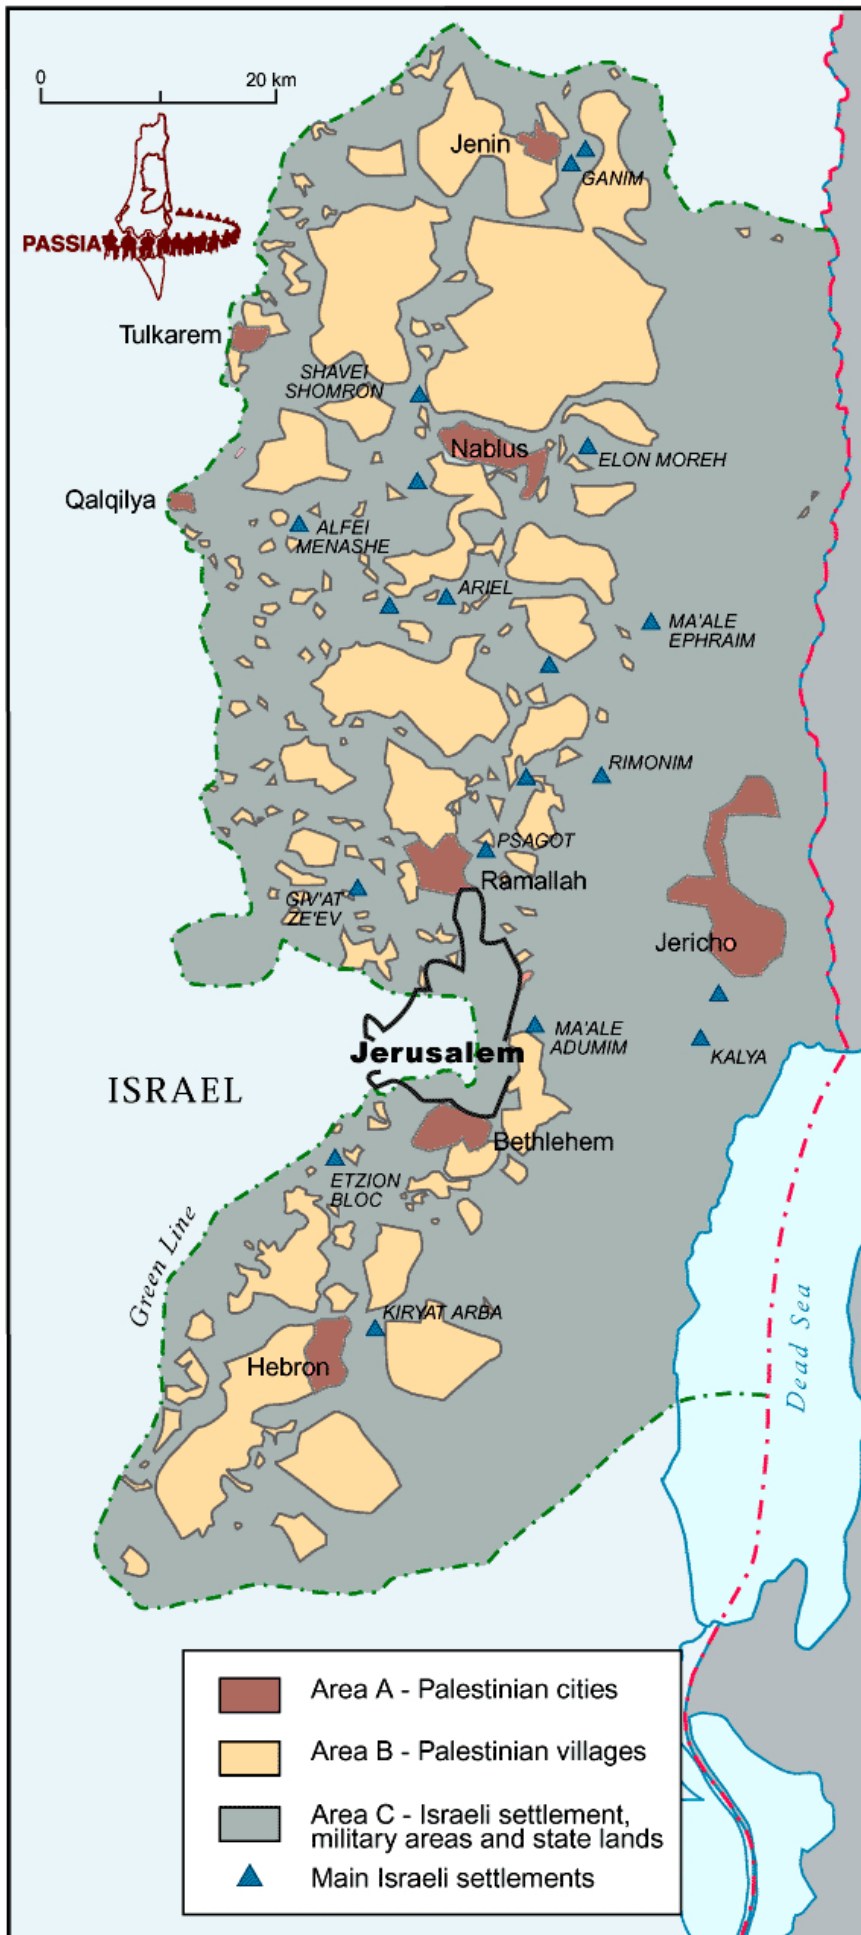 0
20 km
PASSIA
Jenin
GANIM
Tulkarem
SHAVEI
SHOMRON
Nablus
ELON MOREH
Qalqilya
ALFEI
MENASHE
ARIEL
MA'ALE
EPHRAIM
RIMONIM
PSAGOT
Ramallah
GIV'AT
ZE'EV
Jericho
MA'ALE
ADUMIM
Jerusalem
KALYA
ISRAEL
Bethlehem
ETZION
BLOC
Green Line
KIRYAT ARBA
Hebron
Dead Sea
Area A - Palestinian cities
Area B - Palestinian villages
Area C - Israeli settlement,
military areas and state lands
Main Israeli settlements